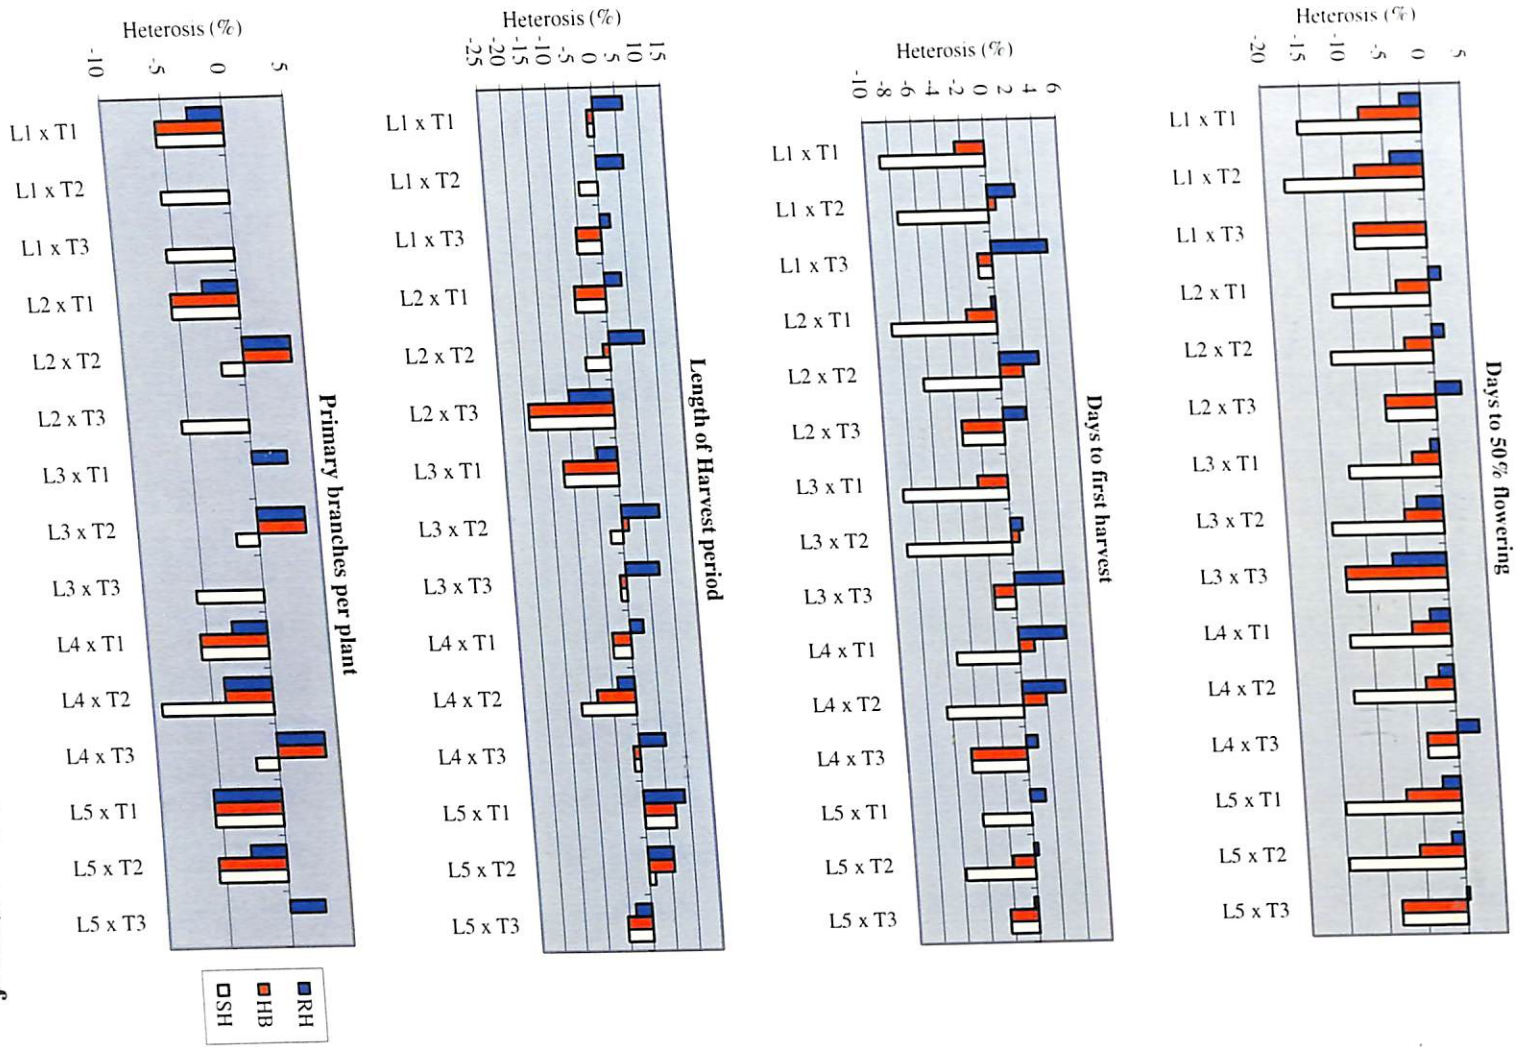 Days to 50% flowering
Heterosis (%)
5
0
-5
-10
-15
-20
L1 x T1
L1 x T2
L1 x T3
L2 x T1
L2 x T2
L2 x T3
L3 x T1
L3 x T2
L3 x T3
L4 x T1
L4 x T2
L4 x T3
L5 x T1
L5 x T2
L5 x T3
Days to first harvest
Heterosis (%)
6
4
2
0
-2
-4
-6
-8
-10
L1 x T1
L1 x T2
L1 x T3
L2 x T1
L2 x T2
L2 x T3
L3 x T1
L3 x T2
L3 x T3
L4 x T1
L4 x T2
L4 x T3
L5 x T1
L5 x T2
L5 x T3
Length of Harvest period
Heterosis (%)
15
10
5
0
-5
-10
-15
-20
-25
L1 x T1
L1 x T2
L1 x T3
L2 x T1
L2 x T2
L2 x T3
L3 x T1
L3 x T2
L3 x T3
L4 x T1
L4 x T2
L4 x T3
L5 x T1
L5 x T2
L5 x T3
Primary branches per plant
Heterosis (%)
5
0
-5
-10
L1 x T1
L1 x T2
L1 x T3
L2 x T1
L2 x T2
L2 x T3
L3 x T1
L3 x T2
L3 x T3
L4 x T1
L4 x T2
L4 x T3
L5 x T1
L5 x T2
L5 x T3
RH
HB
SH